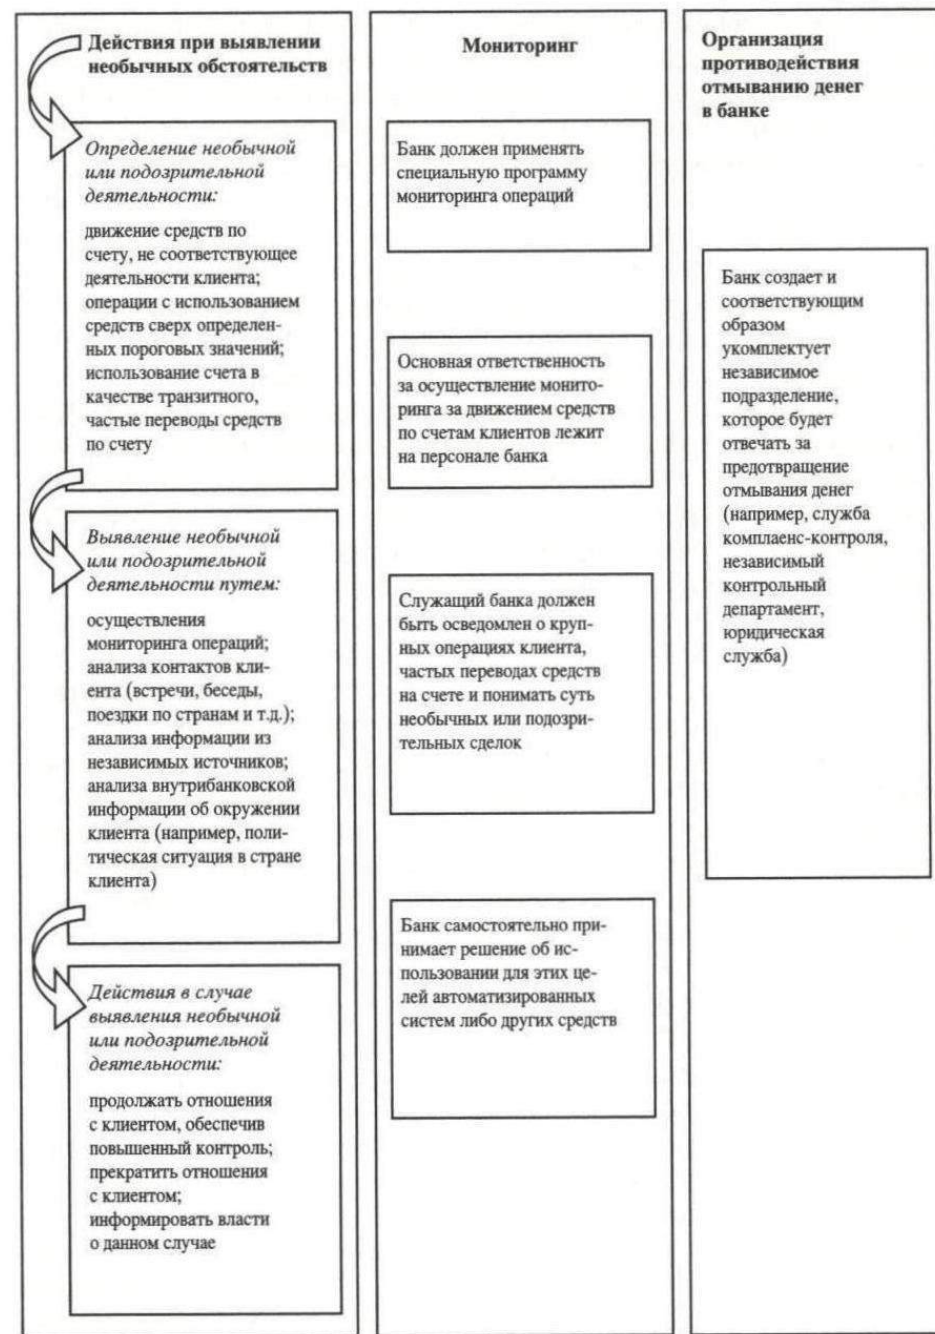 Действия при выявлении
необычных обстоятельств
Определение необычной
или подозрительной
деятельности:
движение средств по
счету, не соответствующее
деятельности клиента;
операции с использованием
средств сверх определен-
ных пороговых значений;
использование счета в
качестве транзитного,
частые переводы средств
по счету
Выявление необычной
или подозрительной
деятельности путем:
осуществления
мониторинга операций;
анализа контактов кли-
ента (встречи, беседы,
поездки по странам и т.д.);
анализа информации из
независимых источников;
анализа внутрибанковской
информации об окружении
клиента (например, поли-
тическая ситуация в стране
клиента)
Действия в случае
выявления необычной
или подозрительной
деятельности:
продолжать отношения
с клиентом, обеспечив
повышенный контроль;
прекратить отношения
с клиентом;
информировать власти
о данном случае
Мониторинг
Банк должен применять
специальную программу
мониторинга операций
Основная ответственность
за осуществление монито-
ринга за движением средств
по счетам клиентов лежит
на персонале банка
Служащий банка должен
быть осведомлен о круп-
ных операциях клиента,
частых переводах средств
на счете и понимать суть
необычных или подозри-
тельных сделок
Банк самостоятельно при-
нимает решение об ис-
пользовании для этих це-
лей автоматизированных
систем либо других средств
Организация
противодействия
отмыванию денег
в банке
Банк создает и
соответствующим
образом
укомплектует
независимое
подразделение,
которое будет
отвечать за
предотвращение
отмывания денег
(например, служба
комплаенс-контроля,
независимый
контрольный
департамент,
юридическая
служба)